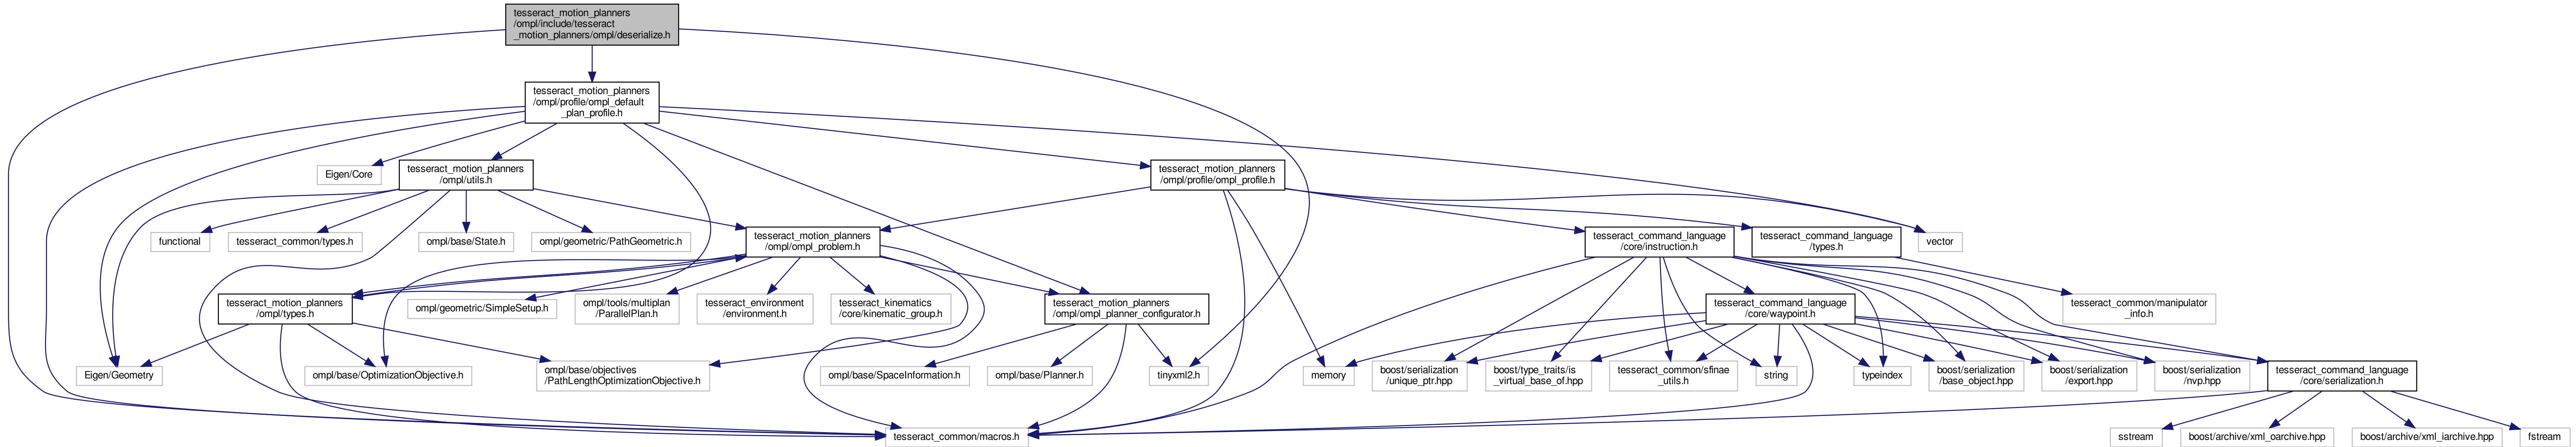 tesseract_motion_planners
/ompl/include/tesseract
_motion_planners/ompl/deserialize.h
tesseract_motion_planners
/ompl/profile/ompl_default
_plan_profile.h
Eigen/Core
tesseract_motion_planners
/ompl/utils.h
tesseract_motion_planners
/ompl/profile/ompl_profile.h
functional
tesseract_common/types.h
ompl/base/State.h
ompl/geometric/PathGeometric.h
tesseract_motion_planners
/ompl/ompl_problem.h
tesseract_command_language
/core/instruction.h
tesseract_command_language
/types.h
vector
tesseract_motion_planners
/ompl/types.h
ompl/geometric/SimpleSetup.h
ompl/tools/multiplan
/ParallelPlan.h
tesseract_environment
/environment.h
tesseract_kinematics
/core/kinematic_group.h
tesseract_motion_planners
/ompl/ompl_planner_configurator.h
tesseract_command_language
/core/waypoint.h
tesseract_common/manipulator
_info.h
Eigen/Geometry
ompl/base/OptimizationObjective.h
ompl/base/objectives
/PathLengthOptimizationObjective.h
ompl/base/SpaceInformation.h
ompl/base/Planner.h
tinyxml2.h
memory
boost/serialization
/unique_ptr.hpp
boost/type_traits/is
_virtual_base_of.hpp
tesseract_common/sfinae
_utils.h
string
typeindex
boost/serialization
/base_object.hpp
boost/serialization
/export.hpp
boost/serialization
/nvp.hpp
tesseract_command_language
/core/serialization.h
tesseract_common/macros.h
sstream
boost/archive/xml_oarchive.hpp
boost/archive/xml_iarchive.hpp
fstream